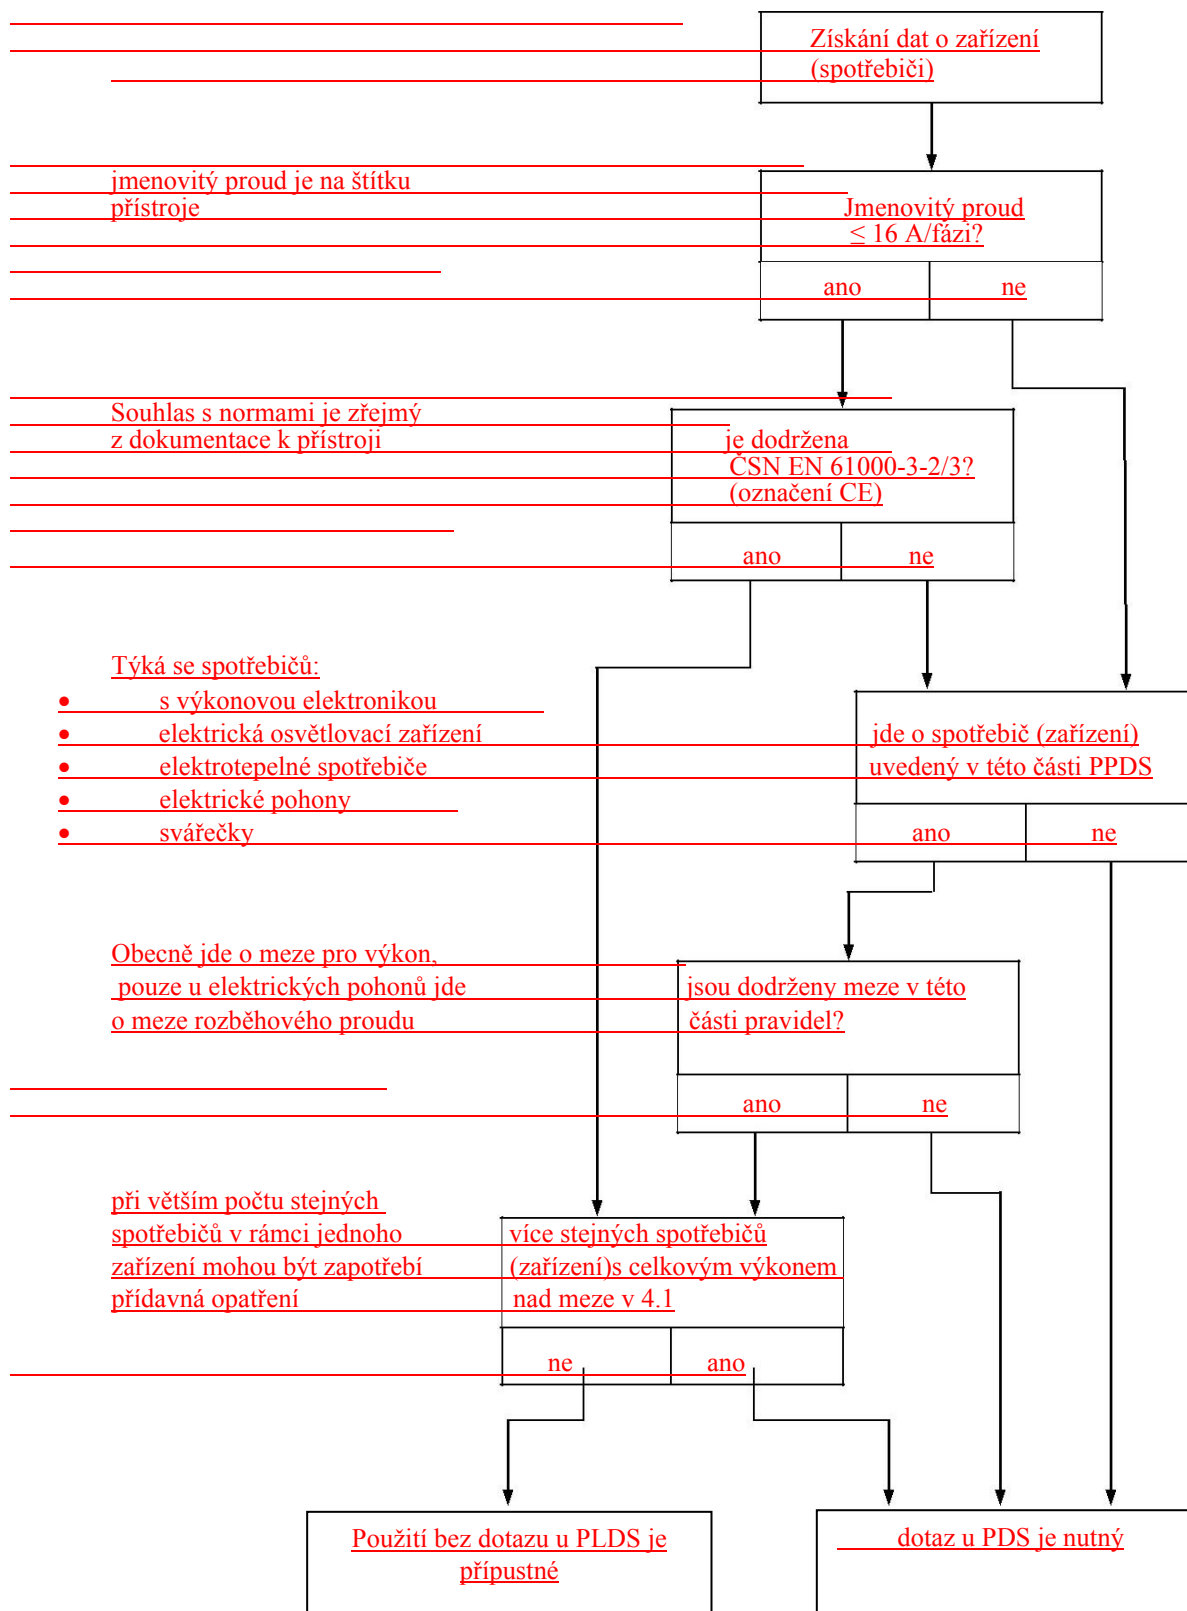 Získání dat o zařízení
(spotřebiči)
jmenovitý proud je na štítku
přístroje
Jmenovitý proud
≤ 16 A/fázi?
ano
ne
Souhlas s normami je zřejmý
z dokumentace k přístroji
je dodržena
ČSN EN 61000-3-2/3?
(označení CE)
ano
ne
Týká se spotřebičů:
• s výkonovou elektronikou
• elektrická osvětlovací zařízení
• elektrotepelné spotřebiče
• elektrické pohony
• svářečky
jde o spotřebič (zařízení)
uvedený v této části PPDS
ano
ne
Obecně jde o meze pro výkon,
pouze u elektrických pohonů jde
o meze rozběhového proudu
jsou dodrženy meze v této
části pravidel?
ano
ne
při větším počtu stejných
spotřebičů v rámci jednoho
zařízení mohou být zapotřebí
přídavná opatření
více stejných spotřebičů
(zařízení)s celkovým výkonem
nad meze v 4.1
ne
ano
Použití bez dotazu u PLDS je
přípustné
dotaz u PDS je nutný